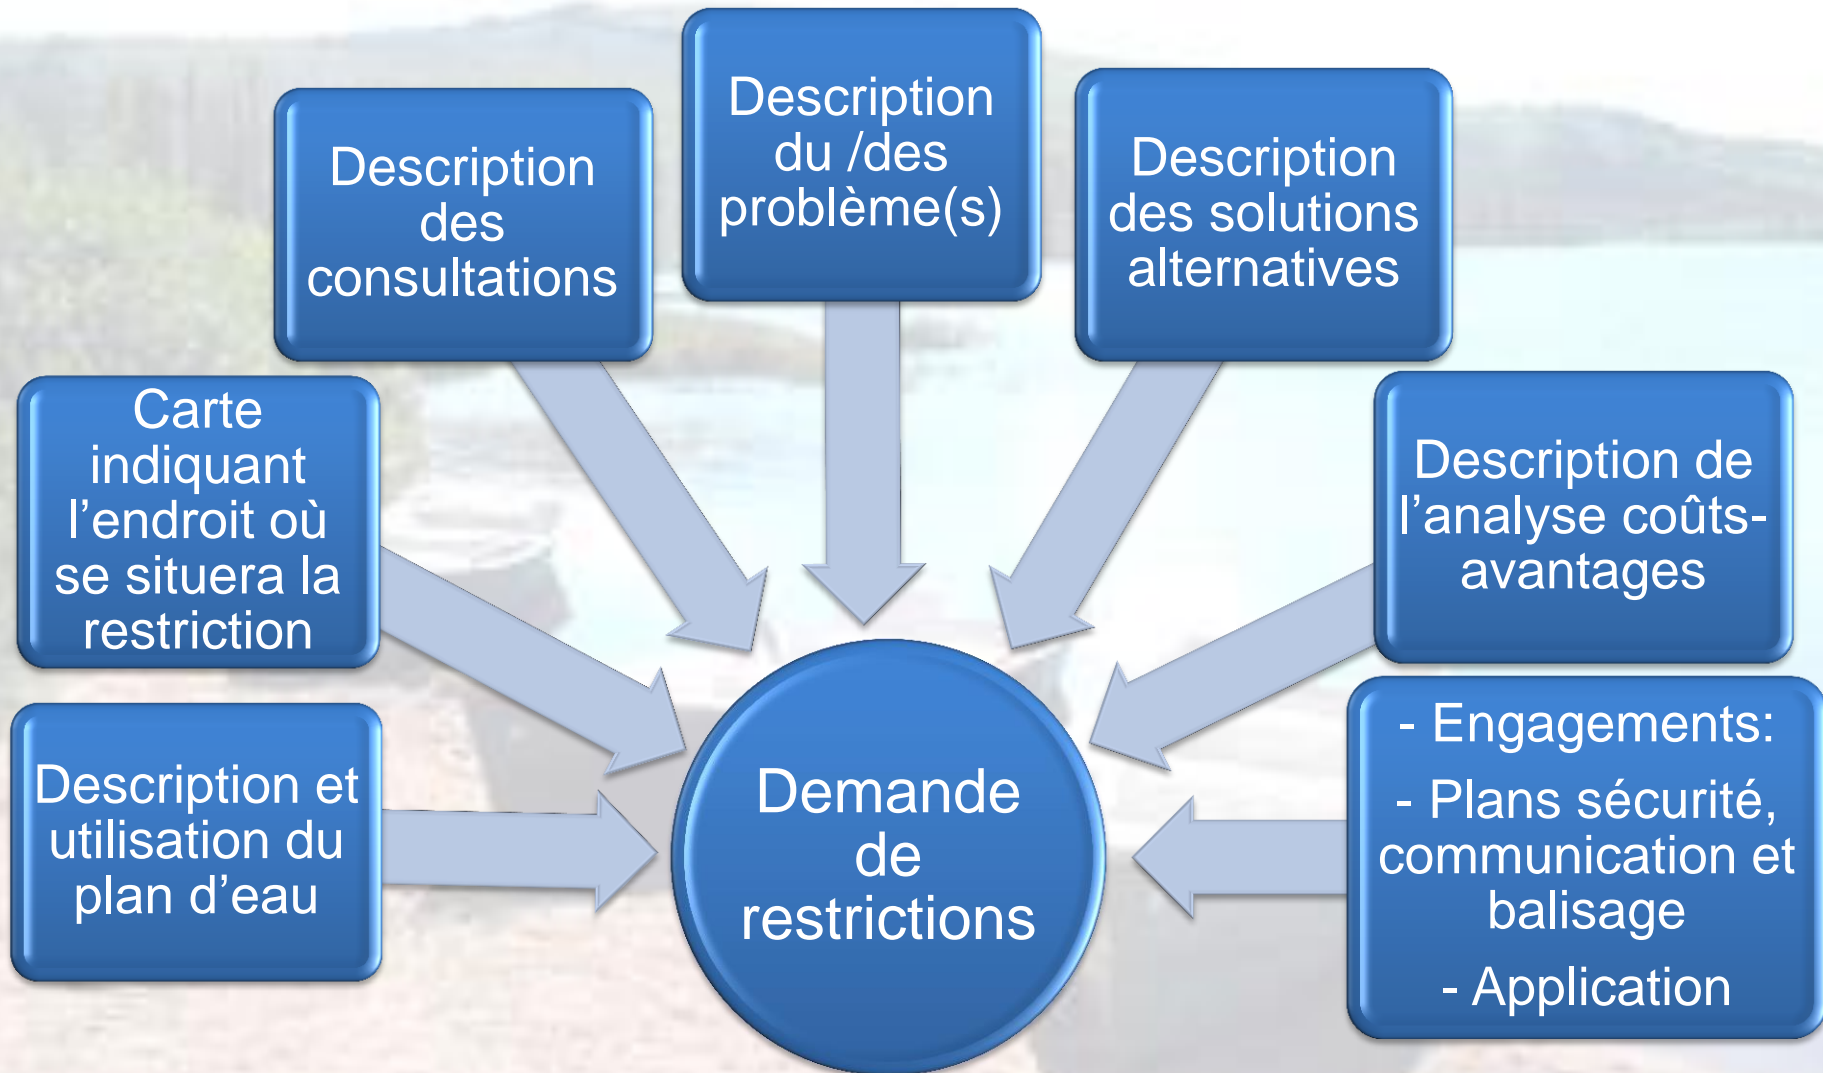 Description
du /des
problème(s)
Description
des
consultations
Description
des solutions
alternatives
Carte
indiquant
l’endroit où
se situera la
restriction
Description de
l’analyse coûts-
avantages
Description et
utilisation du
plan d’eau
- Engagements:
- Plans sécurité,
communication et
balisage
- Application
Demande
de
restrictions